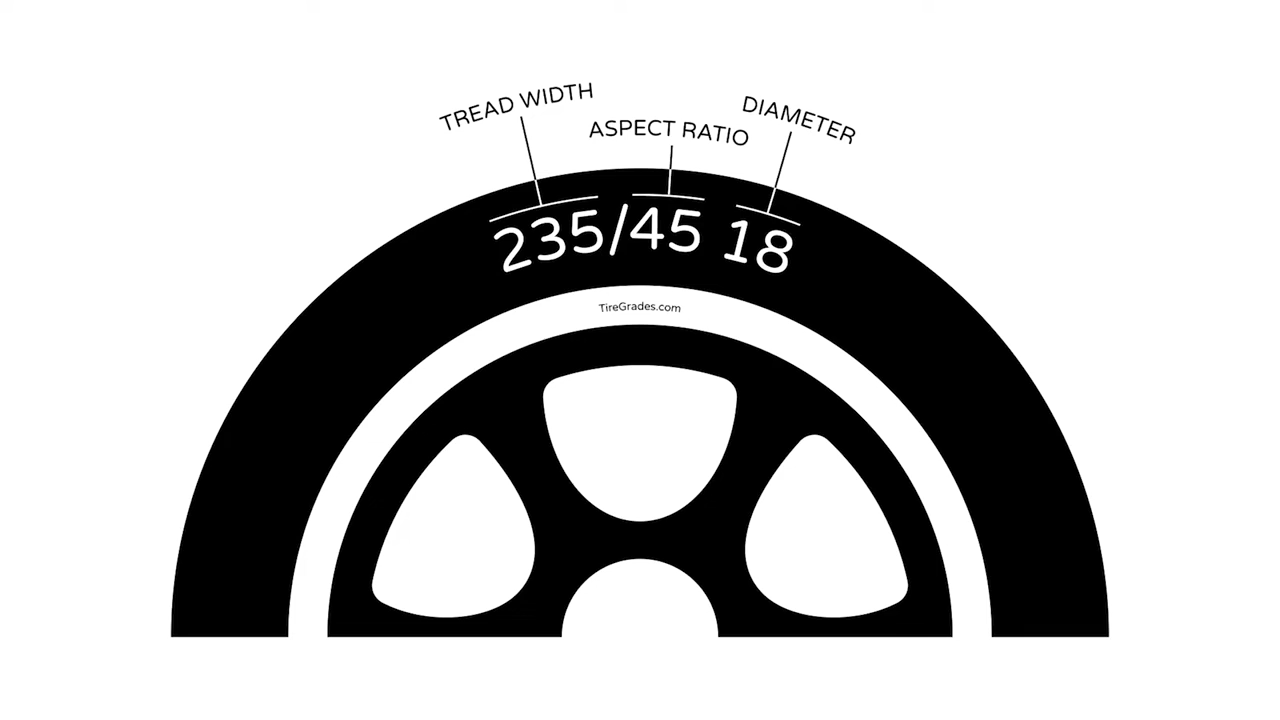 TREAD WIDTH
ASPECT RATIO
DIAMETER
235/45 18
TireGrades.com